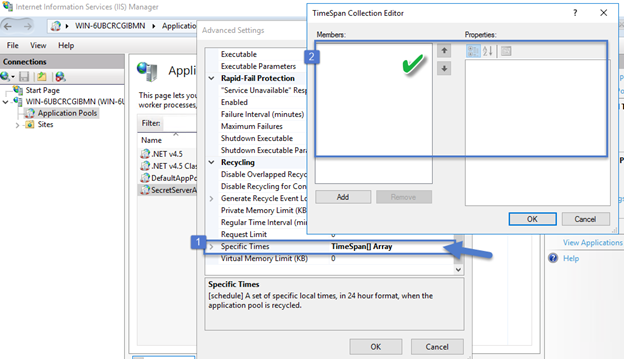 Internet Information Services (IIS) Manager
WIN-6UBCRCGIBMN
Application
File View Help
Connections
Start Page
WIN-6UBCRCGIBMN (WIN-6
Application Pools
Sites
Appl
This page lets y
worker processes,
Filter:
Name
.NET v4.5
.NET v4.5 Clas
DefaultAppPo
SecretServerA
Advanced Settings
Executable
Executable Parameters
Rapid-Fail Protection
"Service Unavailable" Resp
Enabled
Failure Interval (minutes)
Maximum Failures
Shutdown Executable
Shutdown Executable Para
Recycling
Disable Overlapped Recyc
Disable Recycling for Con
Generate Recycle Event Lo
Private Memory Limit (KB
Regular Time Interval (min
Request Limit 0
1
Specific Times TimeSpan[] Array
Virtual Memory Limit (KB) 0
Specific Times
[schedule] A set of specific local times, in 24 hour format, when the
application pool is recycled.
OK Cancel
TimeSpan Collection Editor
? ×
Members: Properties:
2
Add Remove
OK Cancel
View Applications
Help